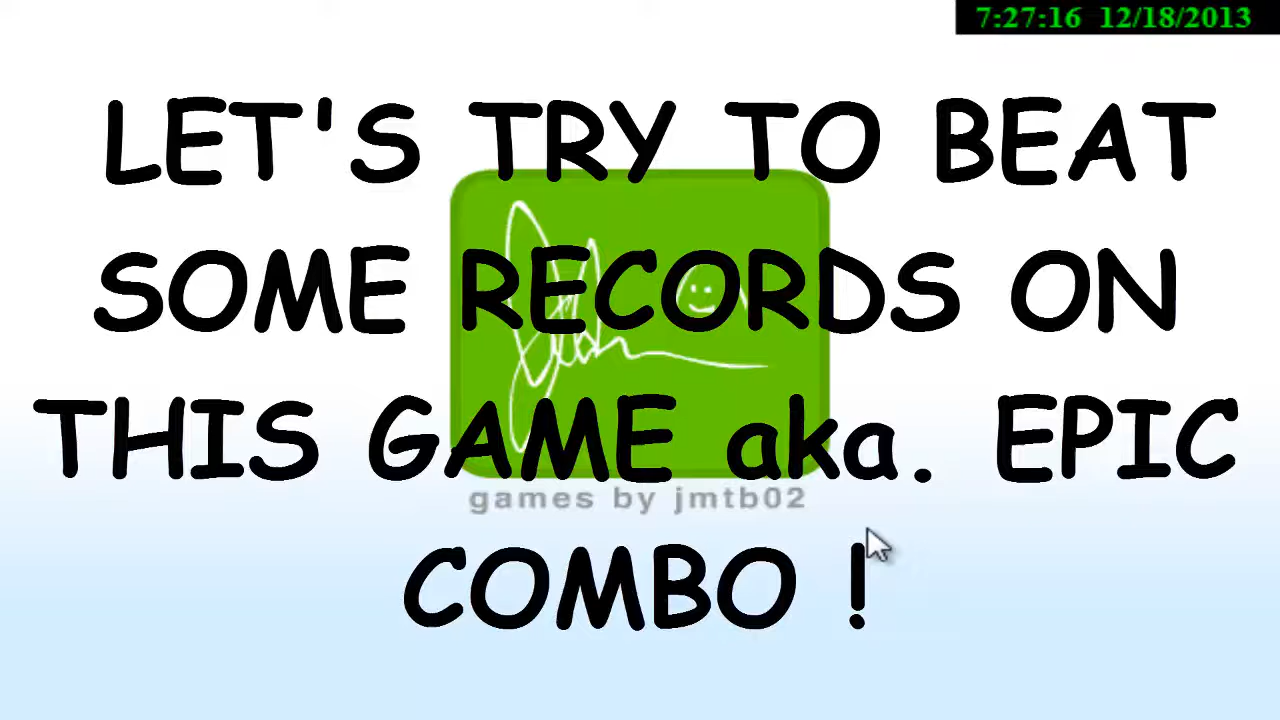 7:27:16 12/18/2013
LET'S TRY TO BEAT
SOME RECORDS ON
THIS GAME aka. EPIC
COMBO !
games by jmtb02